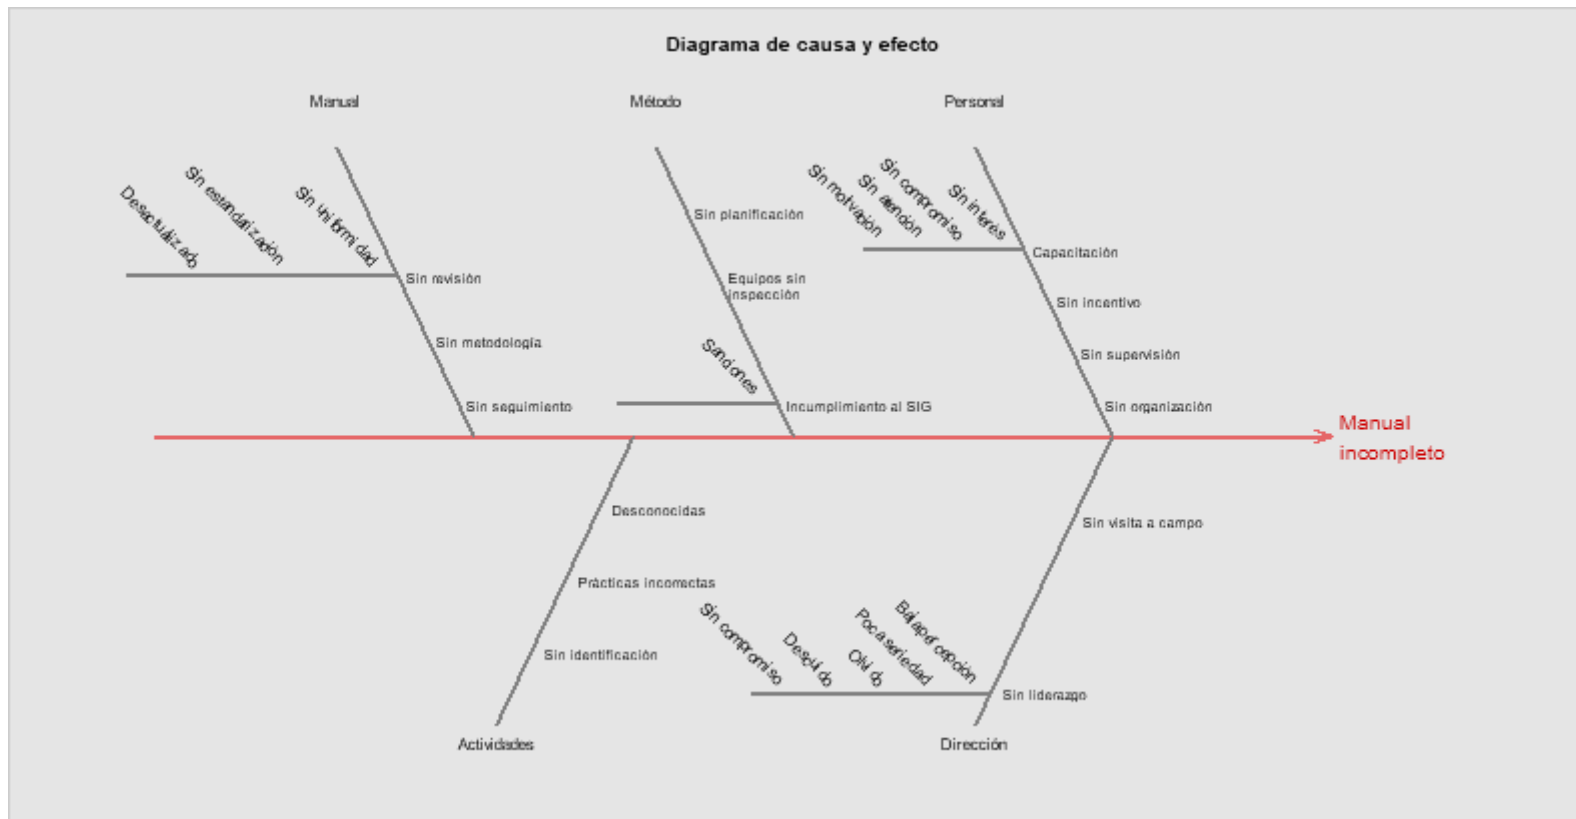 Diagrama de causa y efecto
Manual
Método
Personal
Desactualizado
Sin estandarización
Sin uniformidad
Sin revisión
Sin metodología
Sin seguimiento
Sin planificación
Equipos sin
inspección
Sanciones
Incumplimiento al SIG
Sin motivación
Sin atención
Sin compromiso
Sin interés
Capacitación
Sin incentivo
Sin supervisión
Sin organización
Manual
incompleto
Desconocidas
Prácticas incorrectas
Sin identificación
Actividades
Sin visita a campo
Sin compromiso
Descuido
Olvido
Poca seriedad
Baja percepción
Sin liderazgo
Dirección